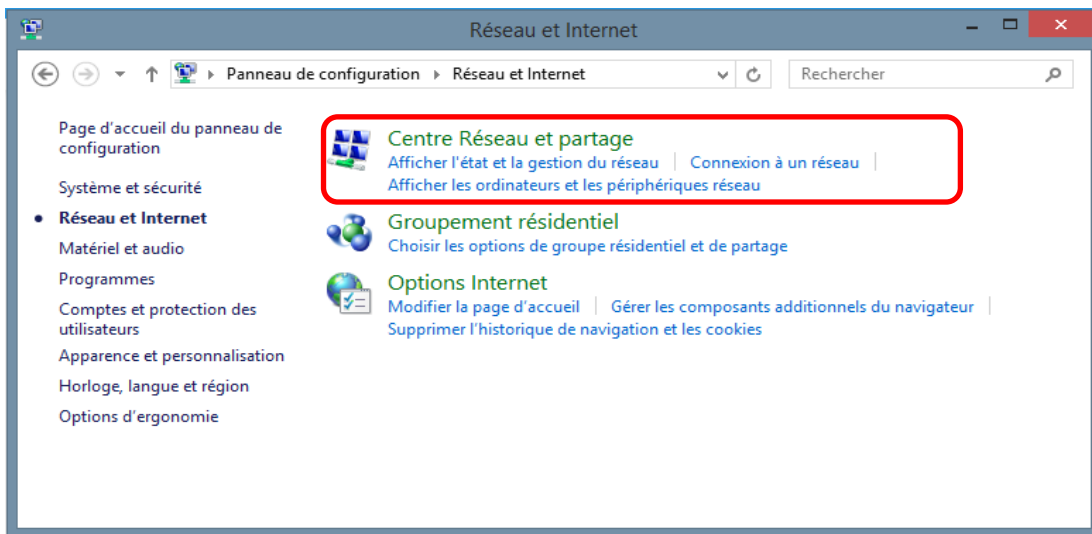 Réseau et Internet
Panneau de configuration Réseau et Internet
Rechercher
Page d'accueil du panneau de
configuration
Système et sécurité
Réseau et Internet
Matériel et audio
Programmes
Comptes et protection des
utilisateurs
Apparence et personnalisation
Horloge, langue et région
Options d'ergonomie
Centre Réseau et partage
Afficher l'état et la gestion du réseau
Connexion à un réseau
Afficher les ordinateurs et les périphériques réseau
Groupement résidentiel
Choisir les options de groupe résidentiel et de partage
Options Internet
Modifier la page d'accueil
Gérer les composants additionnels du navigateur
Supprimer l'historique de navigation et les cookies